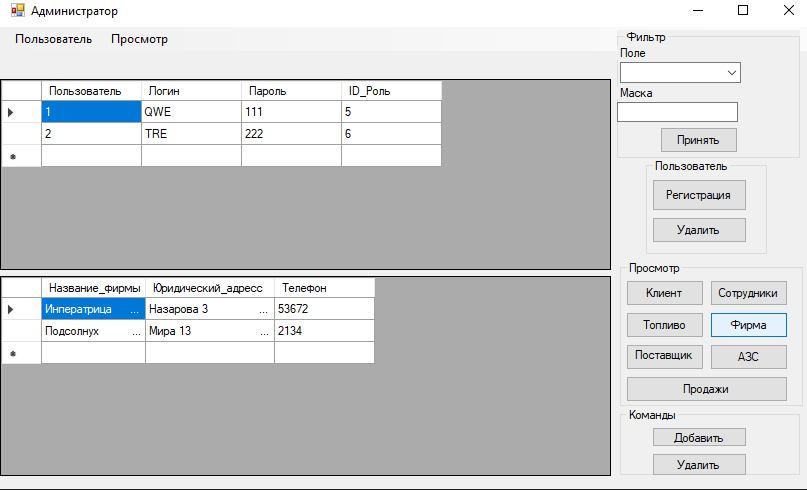 Администратор
Пользователь Просмотр
Пользователь Логин Пароль ID_Роль
1 QWE 111 5
2 TRE 222 6
Название_фирмы Юридический_адресс Телефон
Интератрица ... Назарова 3 ... 53672
Подсолнух ... Мира 13 ... 2134
Фильтр
Поле
Маска
Принять
Пользователь
Регистрация
Удалить
Просмотр
Клиент Сотрудники
Топливо Фирма
Поставщик АЗС
Продажи
Команды
Добавить
Удалить